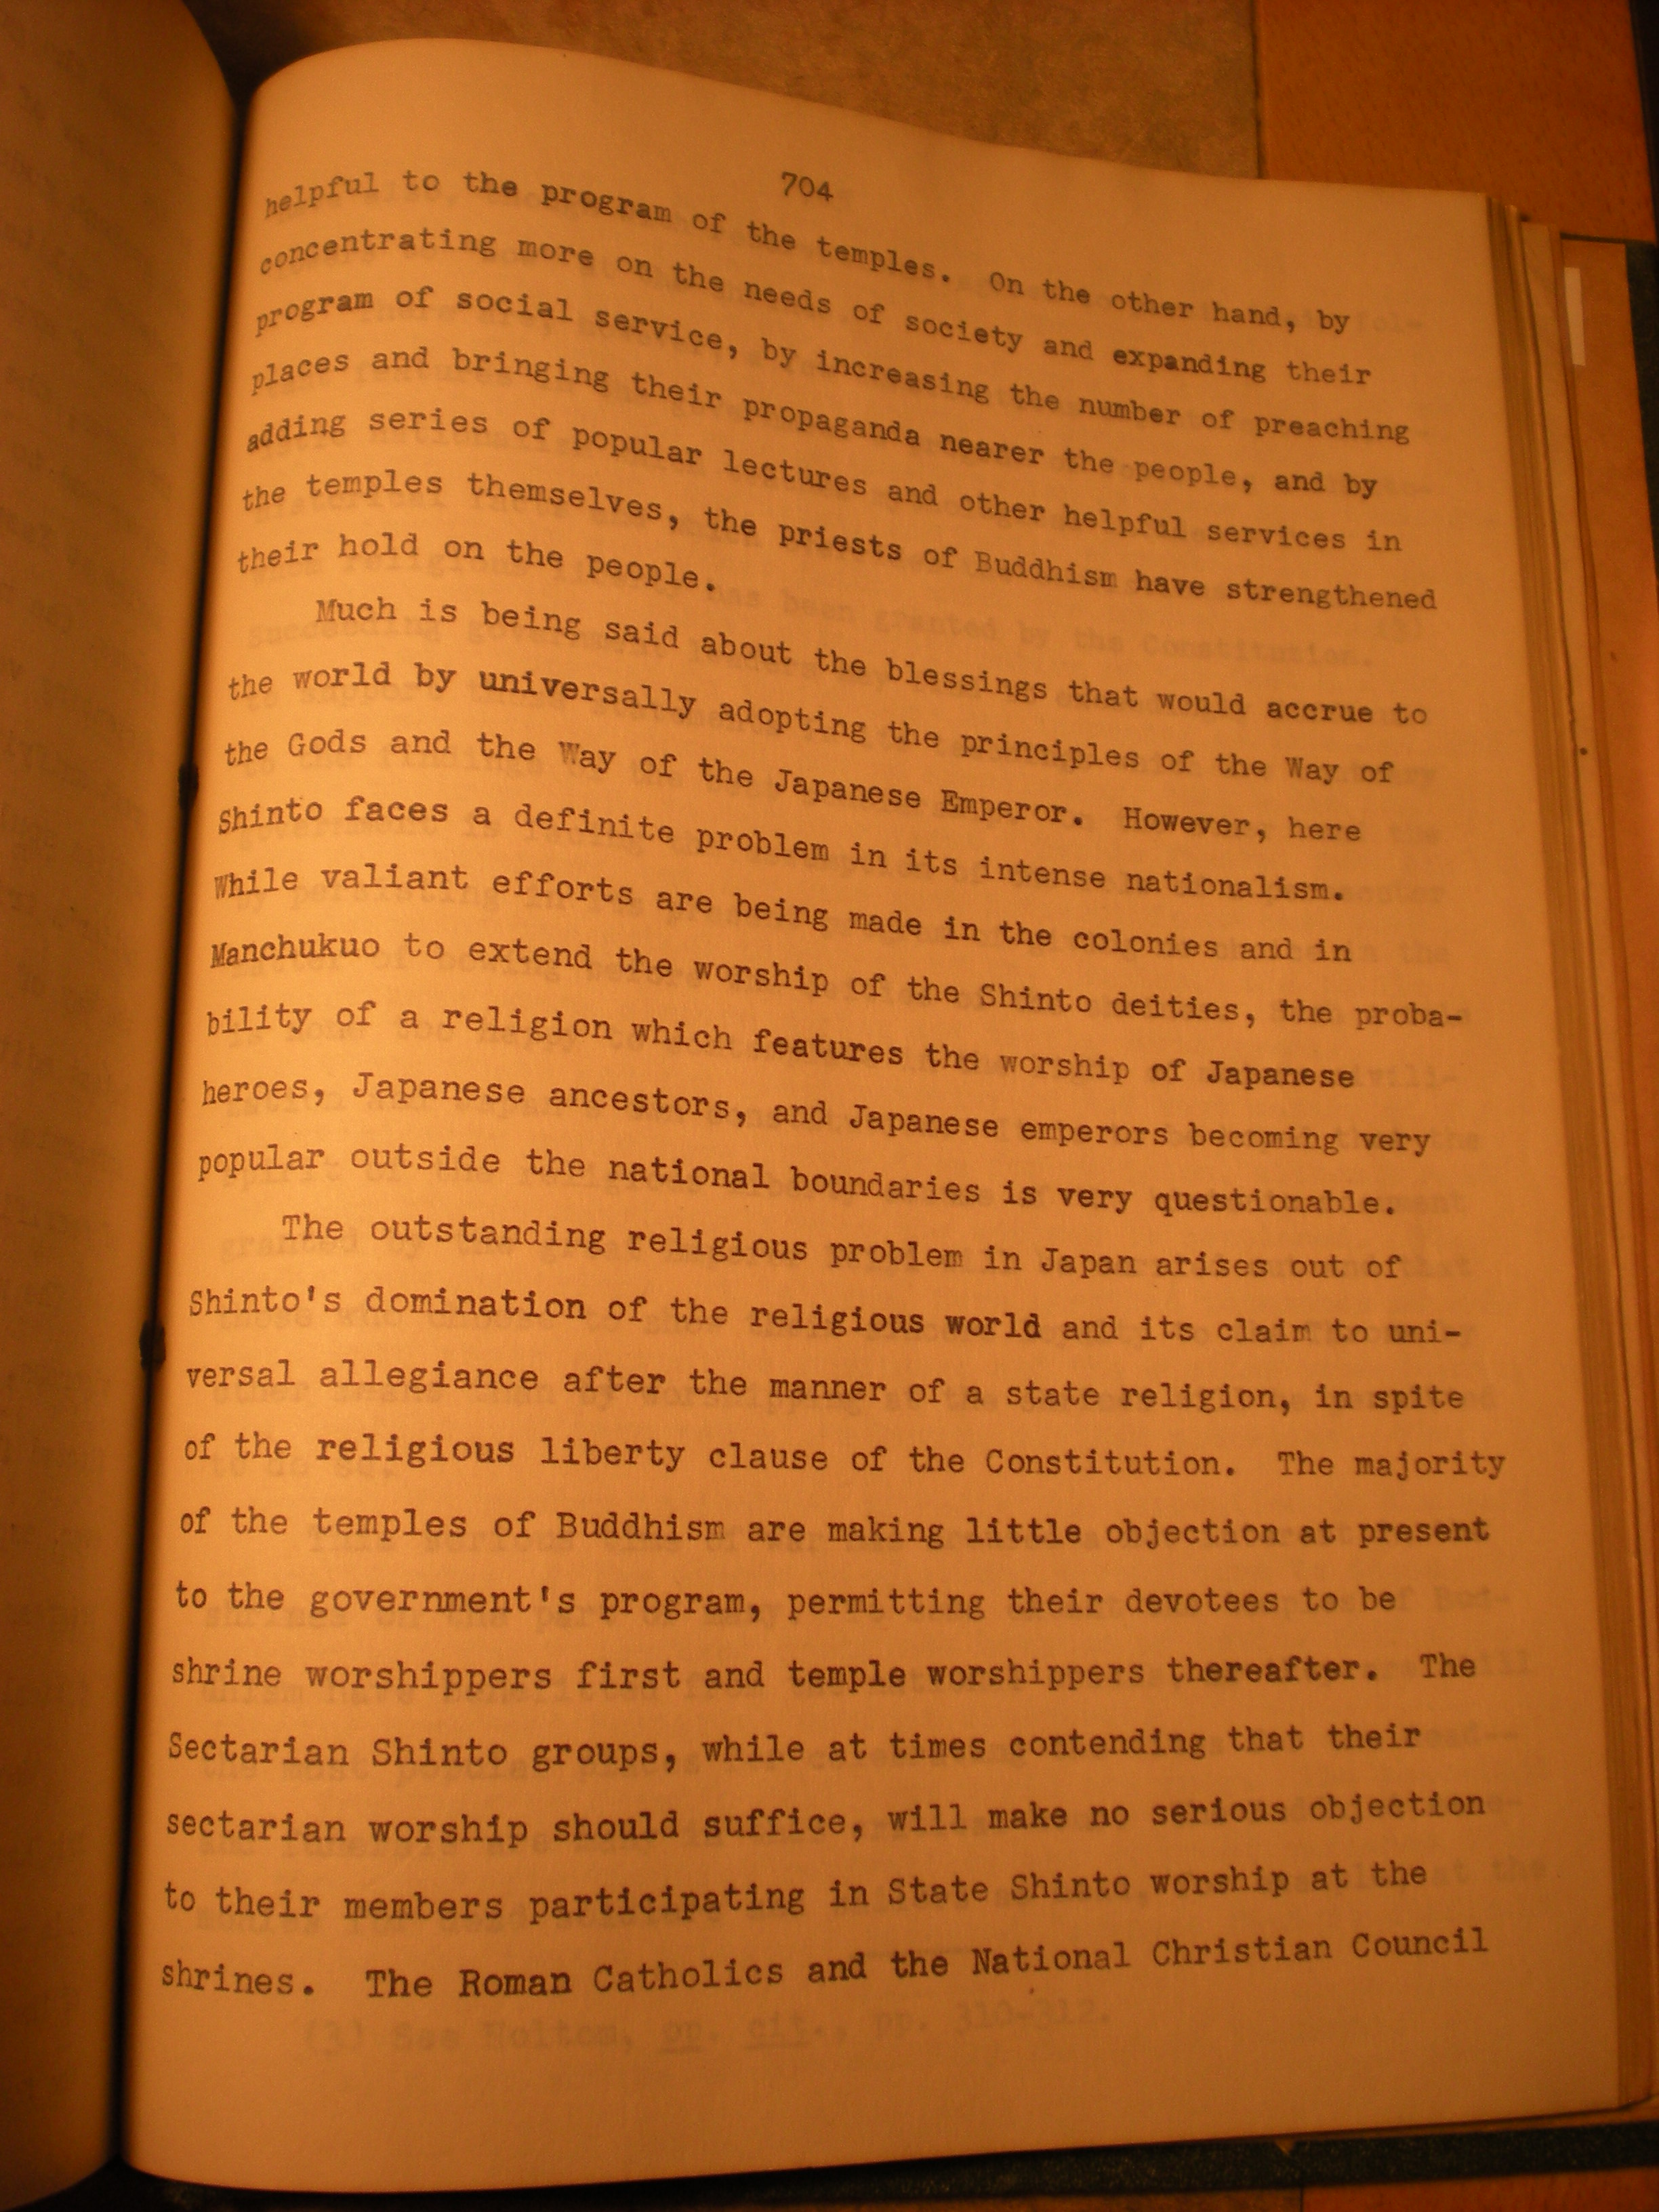 704
helpful to the program of the temples. On the other hand, by
concentrating more on the needs of society and expanding their
program of social service, by increasing the number of preaching
places and bringing their propaganda nearer the people, and by
adding series of popular lectures and other helpful services in
the temples themselves, the priests of Buddhism have strengthened
their hold on the people.
Much is being said about the blessings that would accrue to
the world by universally adopting the principles of the Way of
the Gods and the Way of the Japanese Emperor. However, here
Shinto faces a definite problem in its intense nationalism.
While valiant efforts are being made in the colonies and in
Manchukuo to extend the worship of the Shinto deities, the proba-
bility of a religion which features the worship of Japanese
heroes, Japanese ancestors, and Japanese emperors becoming very
popular outside the national boundaries is very questionable.
The outstanding religious problem in Japan arises out of
Shinto's domination of the religious world and its claim to uni-
versal allegiance after the manner of a state religion, in spite
of the religious liberty clause of the Constitution. The majority
of the temples of Buddhism are making little objection at present
to the government's program, permitting their devotees to be
shrine worshippers first and temple worshippers thereafter. The
Sectarian Shinto groups, while at times contending that their
sectarian worship should suffice, will make no serious objection
to their members participating in State Shinto worship at the
shrines. The Roman Catholics and the National Christian Council